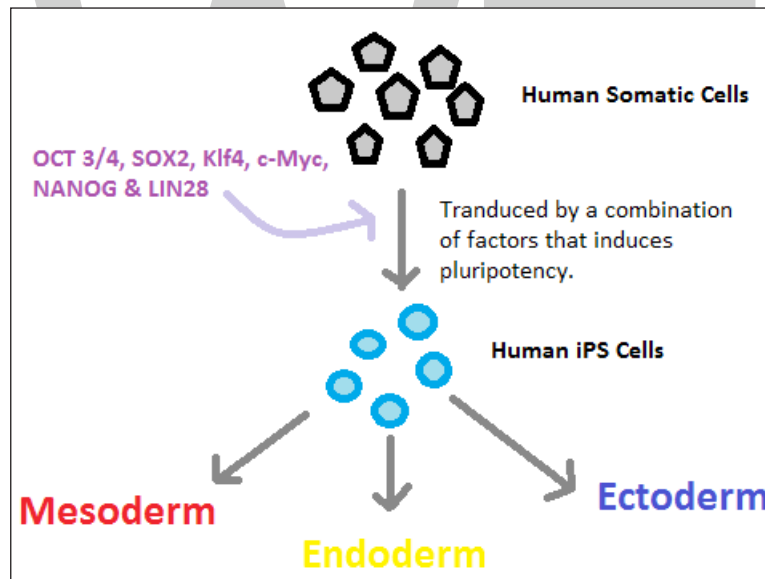 Human Somatic Cells
OCT 3/4, SOX2, Klf4, c-Myc,
NANOG & LIN28
Tranduced by a combination
of factors that induces
pluripotency.
Human iPS Cells
Mesoderm
Endoderm
Ectoderm